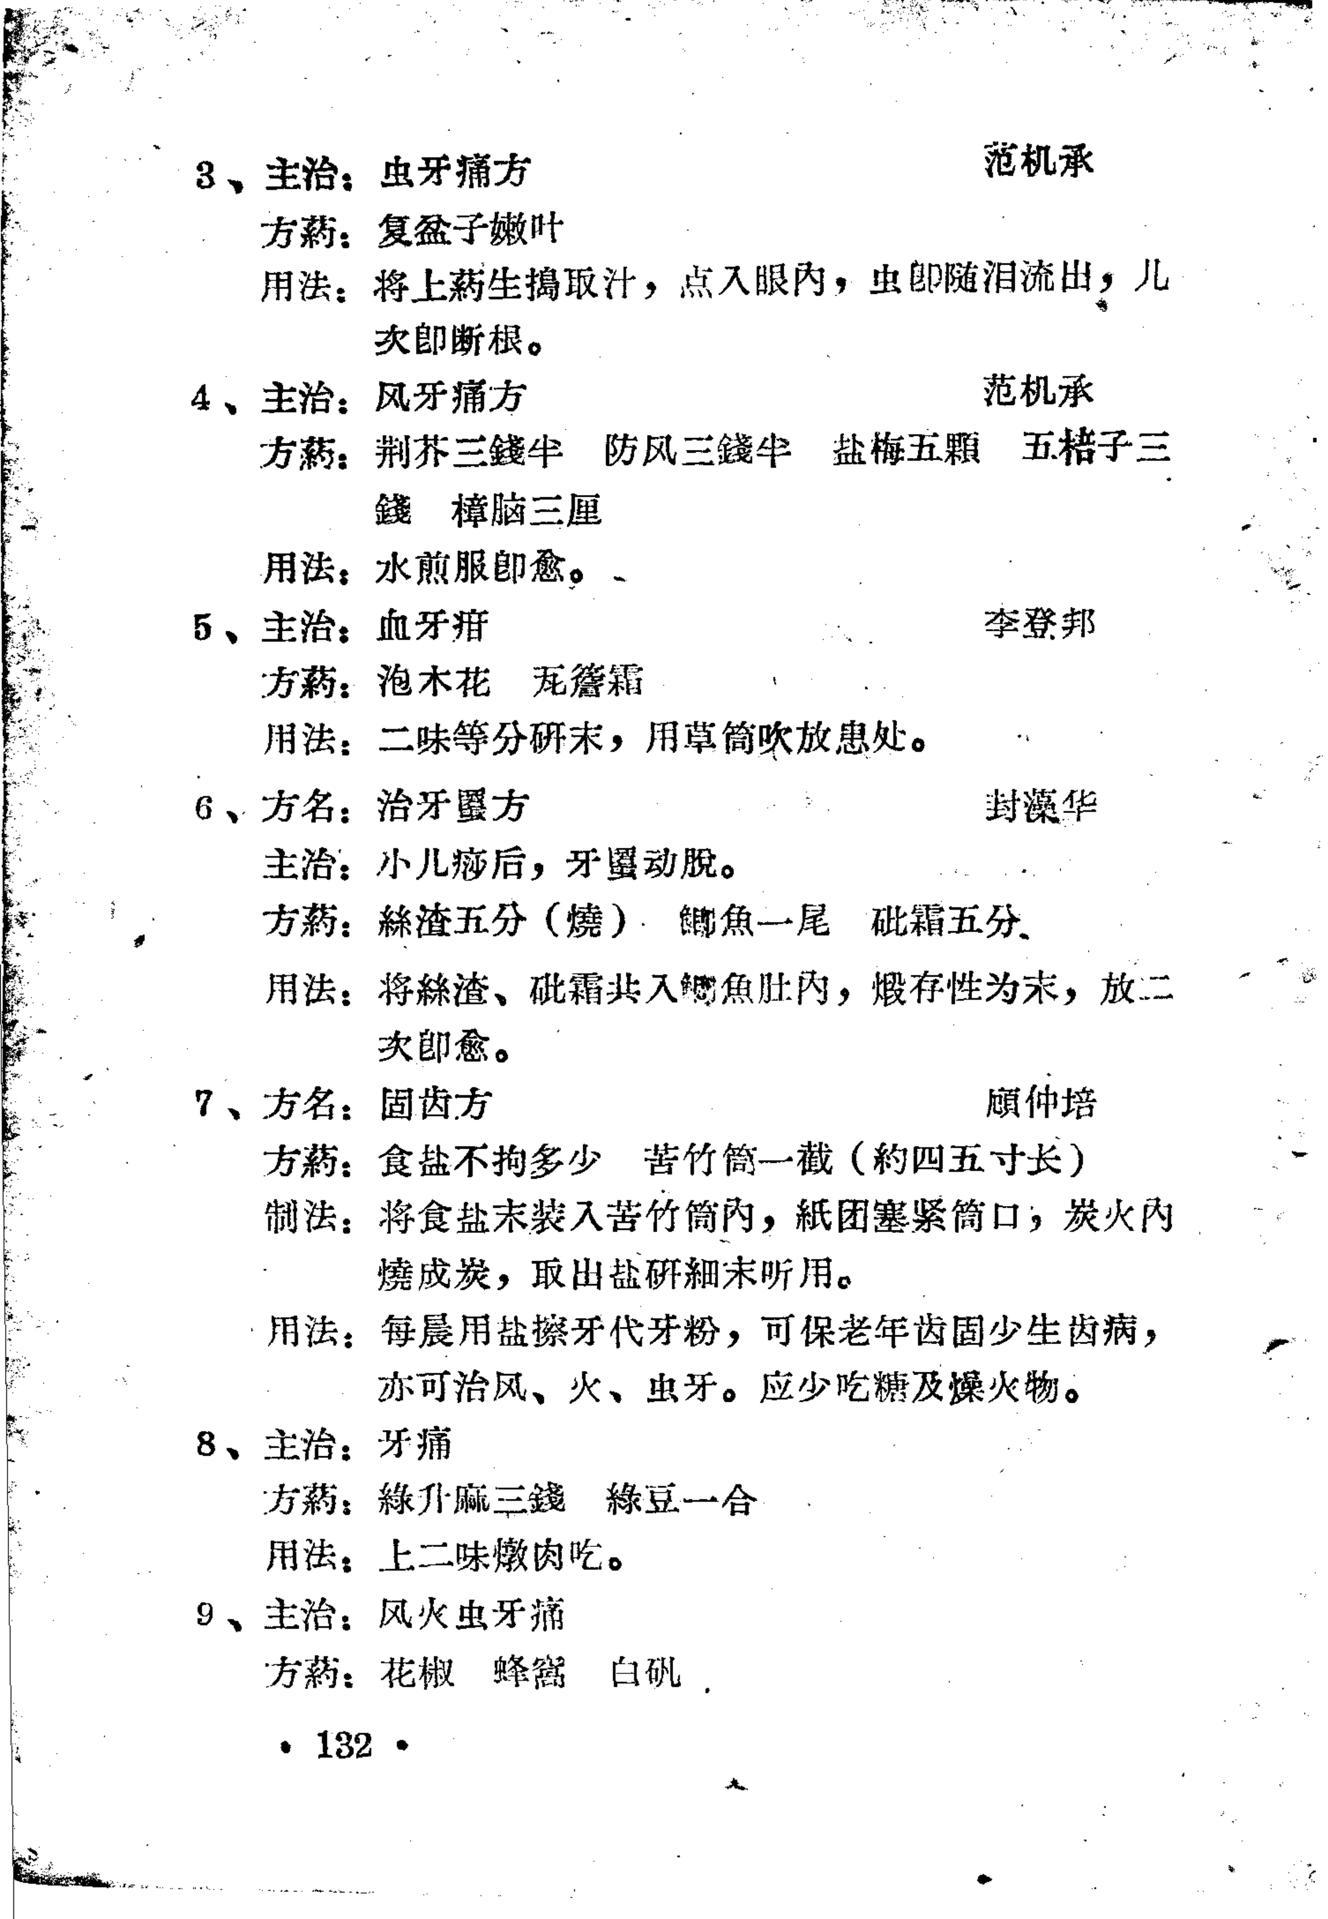 3、主治：虫牙痛方　范机承
方葯：复盆子嫩叶
用法：将上葯生搗取汁，点入眼內，虫卽随泪流出，儿
次卽断根。
4、主治：风牙痛方　范机承
方葯：荆芥三錢半　防风三錢半　盐梅五顆　五棓子三
錢　樟脑三厘
用法：水煎服卽愈。
5、主治：血牙疳　李登邦
方葯：泡木花　瓦簷霜
用法：二味等分研末，用草筒吹放患处。
6、方名：治牙方　封藻华
主治：小儿痧后，牙动脫。
方葯：絲渣五分（燒）　鲫魚一尾　砒霜五分
用法：将絲渣、砒霜共入鲫魚肚內，煅存性为末，放二
次卽愈。
7、方名：固齿方　顾仲培
方葯：食盐不拘多少　苦竹筒一截（約四五寸长）
制法：将食盐末装入苦竹筒內，紙团塞紧筒口，炭火內
燒成炭，取出盐研細末听用。
用法：每晨用盐擦牙代牙粉，可保老年齿固少生齿病，
亦可治风、火、虫牙。应少吃糖及燥火物。
8、主治：牙痛
方葯：綠升麻三錢　綠豆一合
用法：上二味燉肉吃。
9、主治：风火虫牙痛
方葯：花椒　蜂窩　白矾
• 132 •